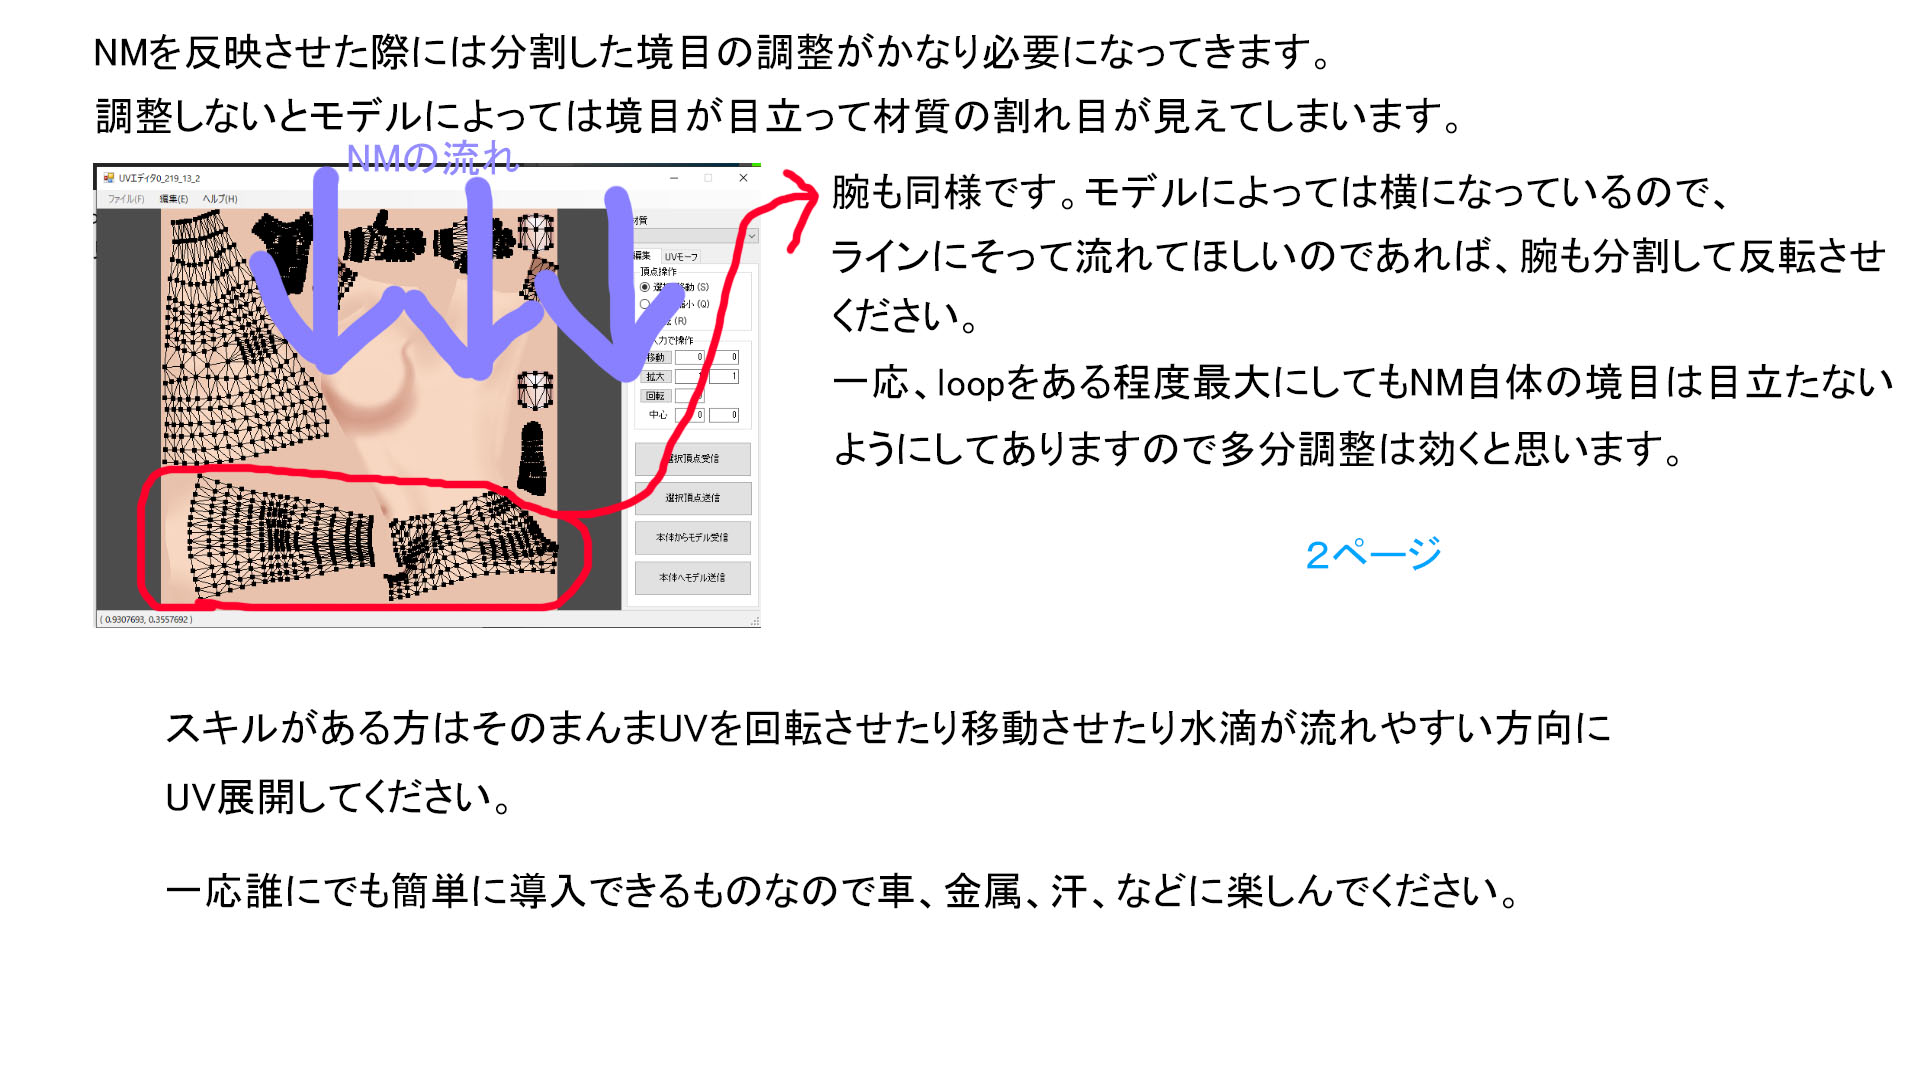 NMを反映させた際には分割した境目の調整がかなり必要になってきます。
調整しないとモデルによっては境目が目立って材質の割れ目が見えてしまいます。
NMの流れ
UVエディタ0_219_13_2
ファイル(F) 編集(E) ヘルプ(H)
材質
編集 UVモーフ
頂点操作
(S)
(Q)
(R)
入力で操作
移動 0 0
拡大 1
回転
中心 0 0
選択頂点受信
選択頂点送信
本体からモデル受信
本体へモデル送信
( 0.9307693, 0.3557692 )
腕も同様です。モデルによっては横になっているので、
ラインにそって流れてほしいのであれば、腕も分割して反転させ
ください。
一応、loopをある程度最大にしてもNM自体の境目は目立たない
ようにしてありますので多分調整は効くと思います。
２ページ
スキルがある方はそのまんまUVを回転させたり移動させたり水滴が流れやすい方向に
UV展開してください。
一応誰にでも簡単に導入できるものなので車、金属、汗、などに楽しんでください。